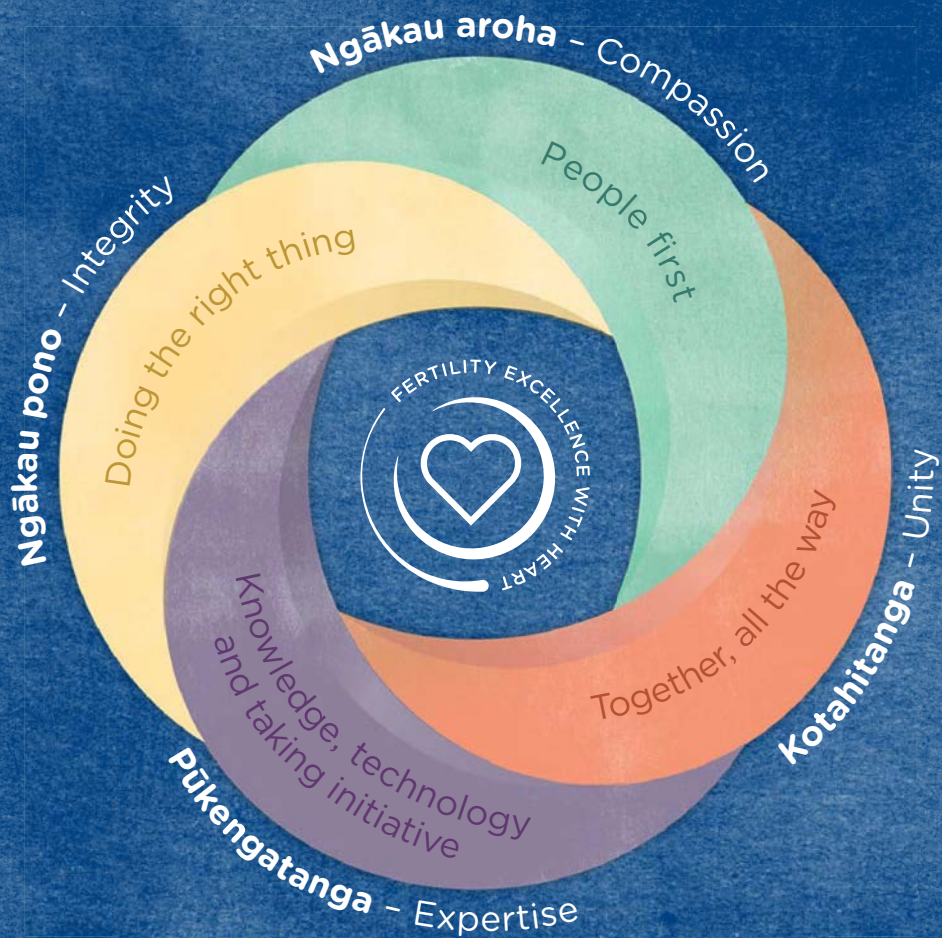 Ngākau aroha – Compassion
People first
Kotahitanga – Unity
Together, all the way
Pūkengatanga – Expertise
Knowledge, technology
and taking initiative
Ngākau pono – Integrity
Doing the right thing
FERTILITY EXCELLENCE WITH HEART